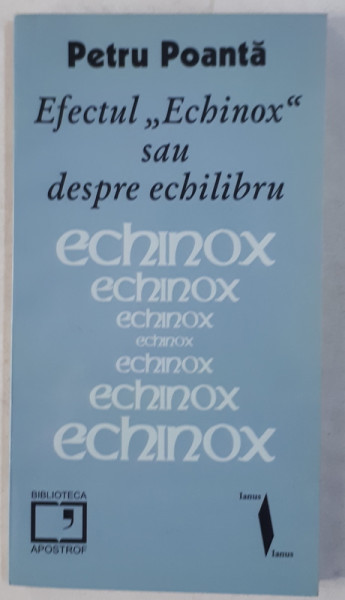 Petru Poantă
Efectul „Echinox“
sau
despre echilibru
echinox
echinox
echinox
echinox
echinox
echinox
echinox
BIBLIOTECA
APOSTROF
Ianus
Ianus